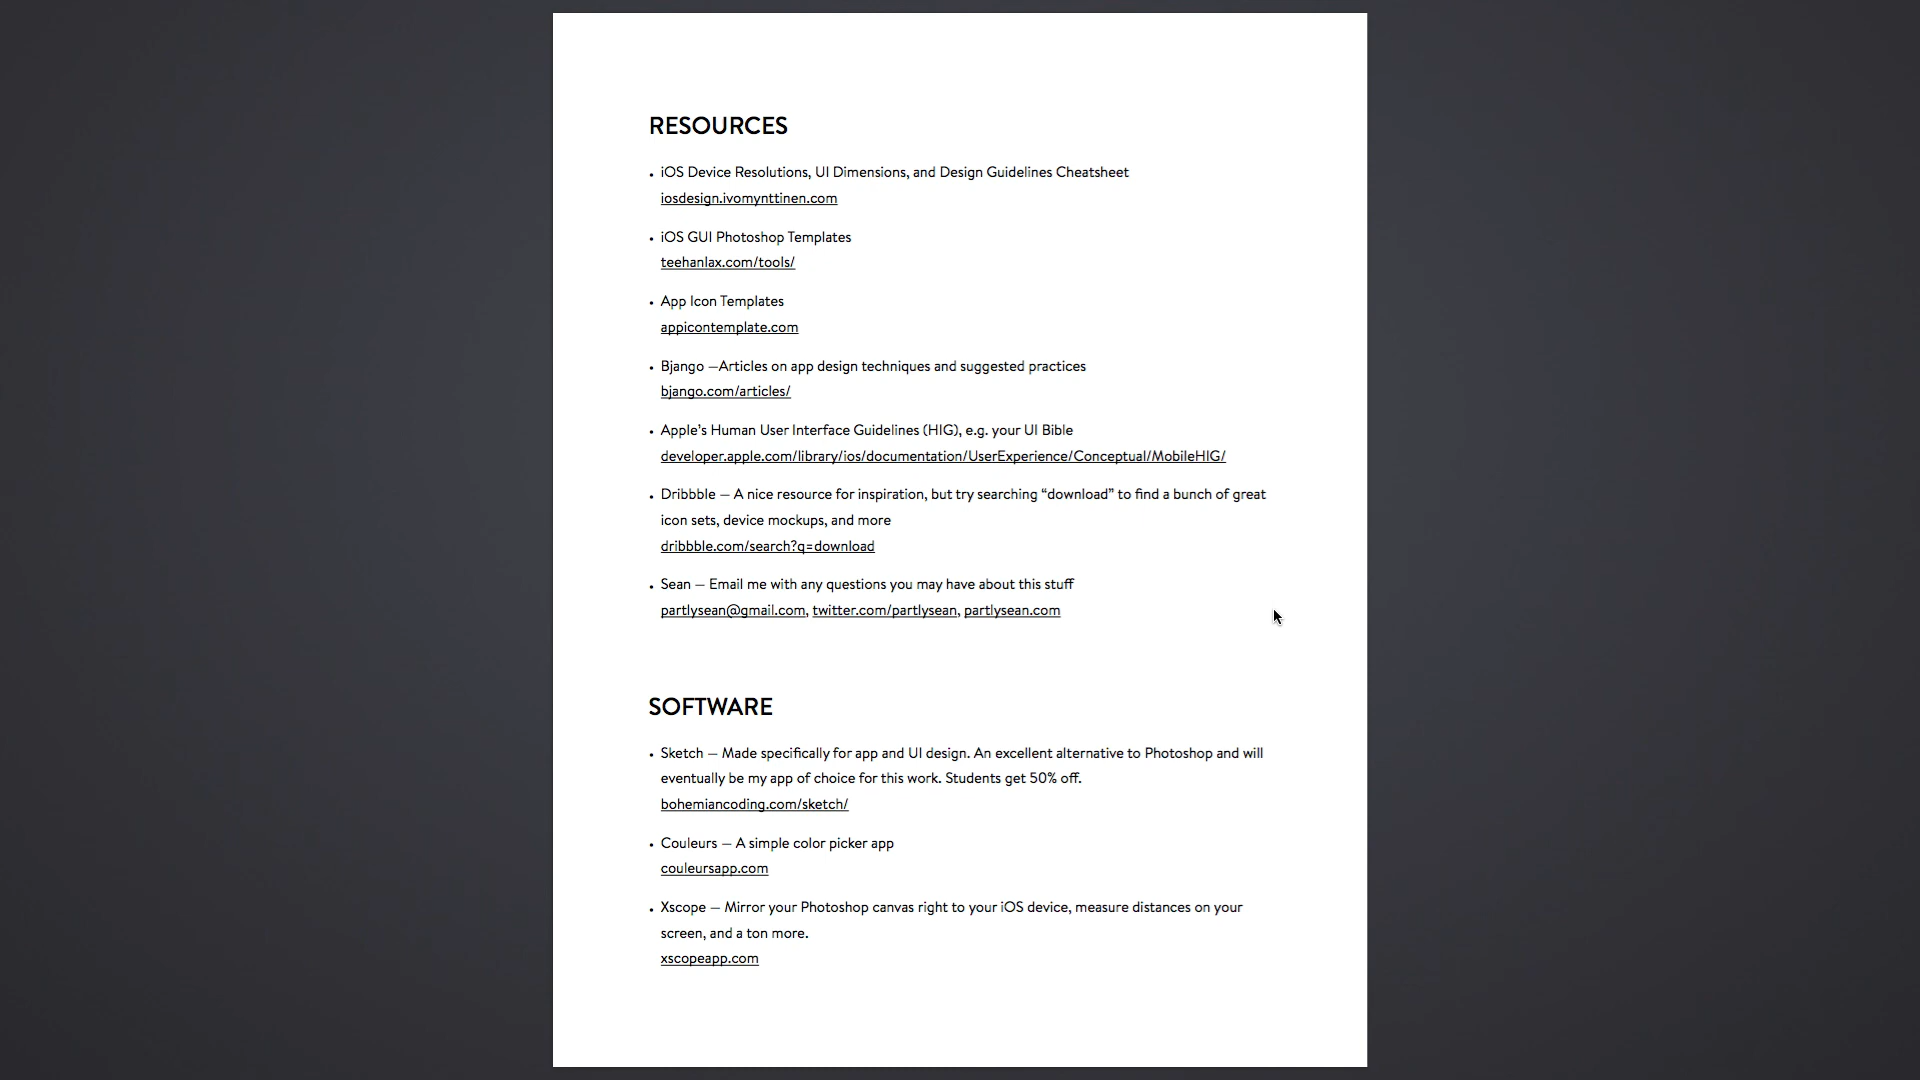 RESOURCES
• iOS Device Resolutions, UI Dimensions, and Design Guidelines Cheatsheet
iosdesign.ivomynttinen.com
• iOS GUI Photoshop Templates
teehanlax.com/tools/
• App Icon Templates
appicontemplate.com
• Bjango —Articles on app design techniques and suggested practices
bjango.com/articles/
• Apple’s Human User Interface Guidelines (HIG), e.g. your UI Bible
developer.apple.com/library/ios/documentation/UserExperience/Conceptual/MobileHIG/
• Dribbble — A nice resource for inspiration, but try searching “download” to find a bunch of great
icon sets, device mockups, and more
dribbble.com/search?q=download
• Sean — Email me with any questions you may have about this stuff
partlysean@gmail.com, twitter.com/partlysean, partlysean.com
SOFTWARE
• Sketch — Made specifically for app and UI design. An excellent alternative to Photoshop and will
eventually be my app of choice for this work. Students get 50% off.
bohemiancoding.com/sketch/
• Couleurs — A simple color picker app
couleursapp.com
• Xscope — Mirror your Photoshop canvas right to your iOS device, measure distances on your
screen, and a ton more.
xscopeapp.com